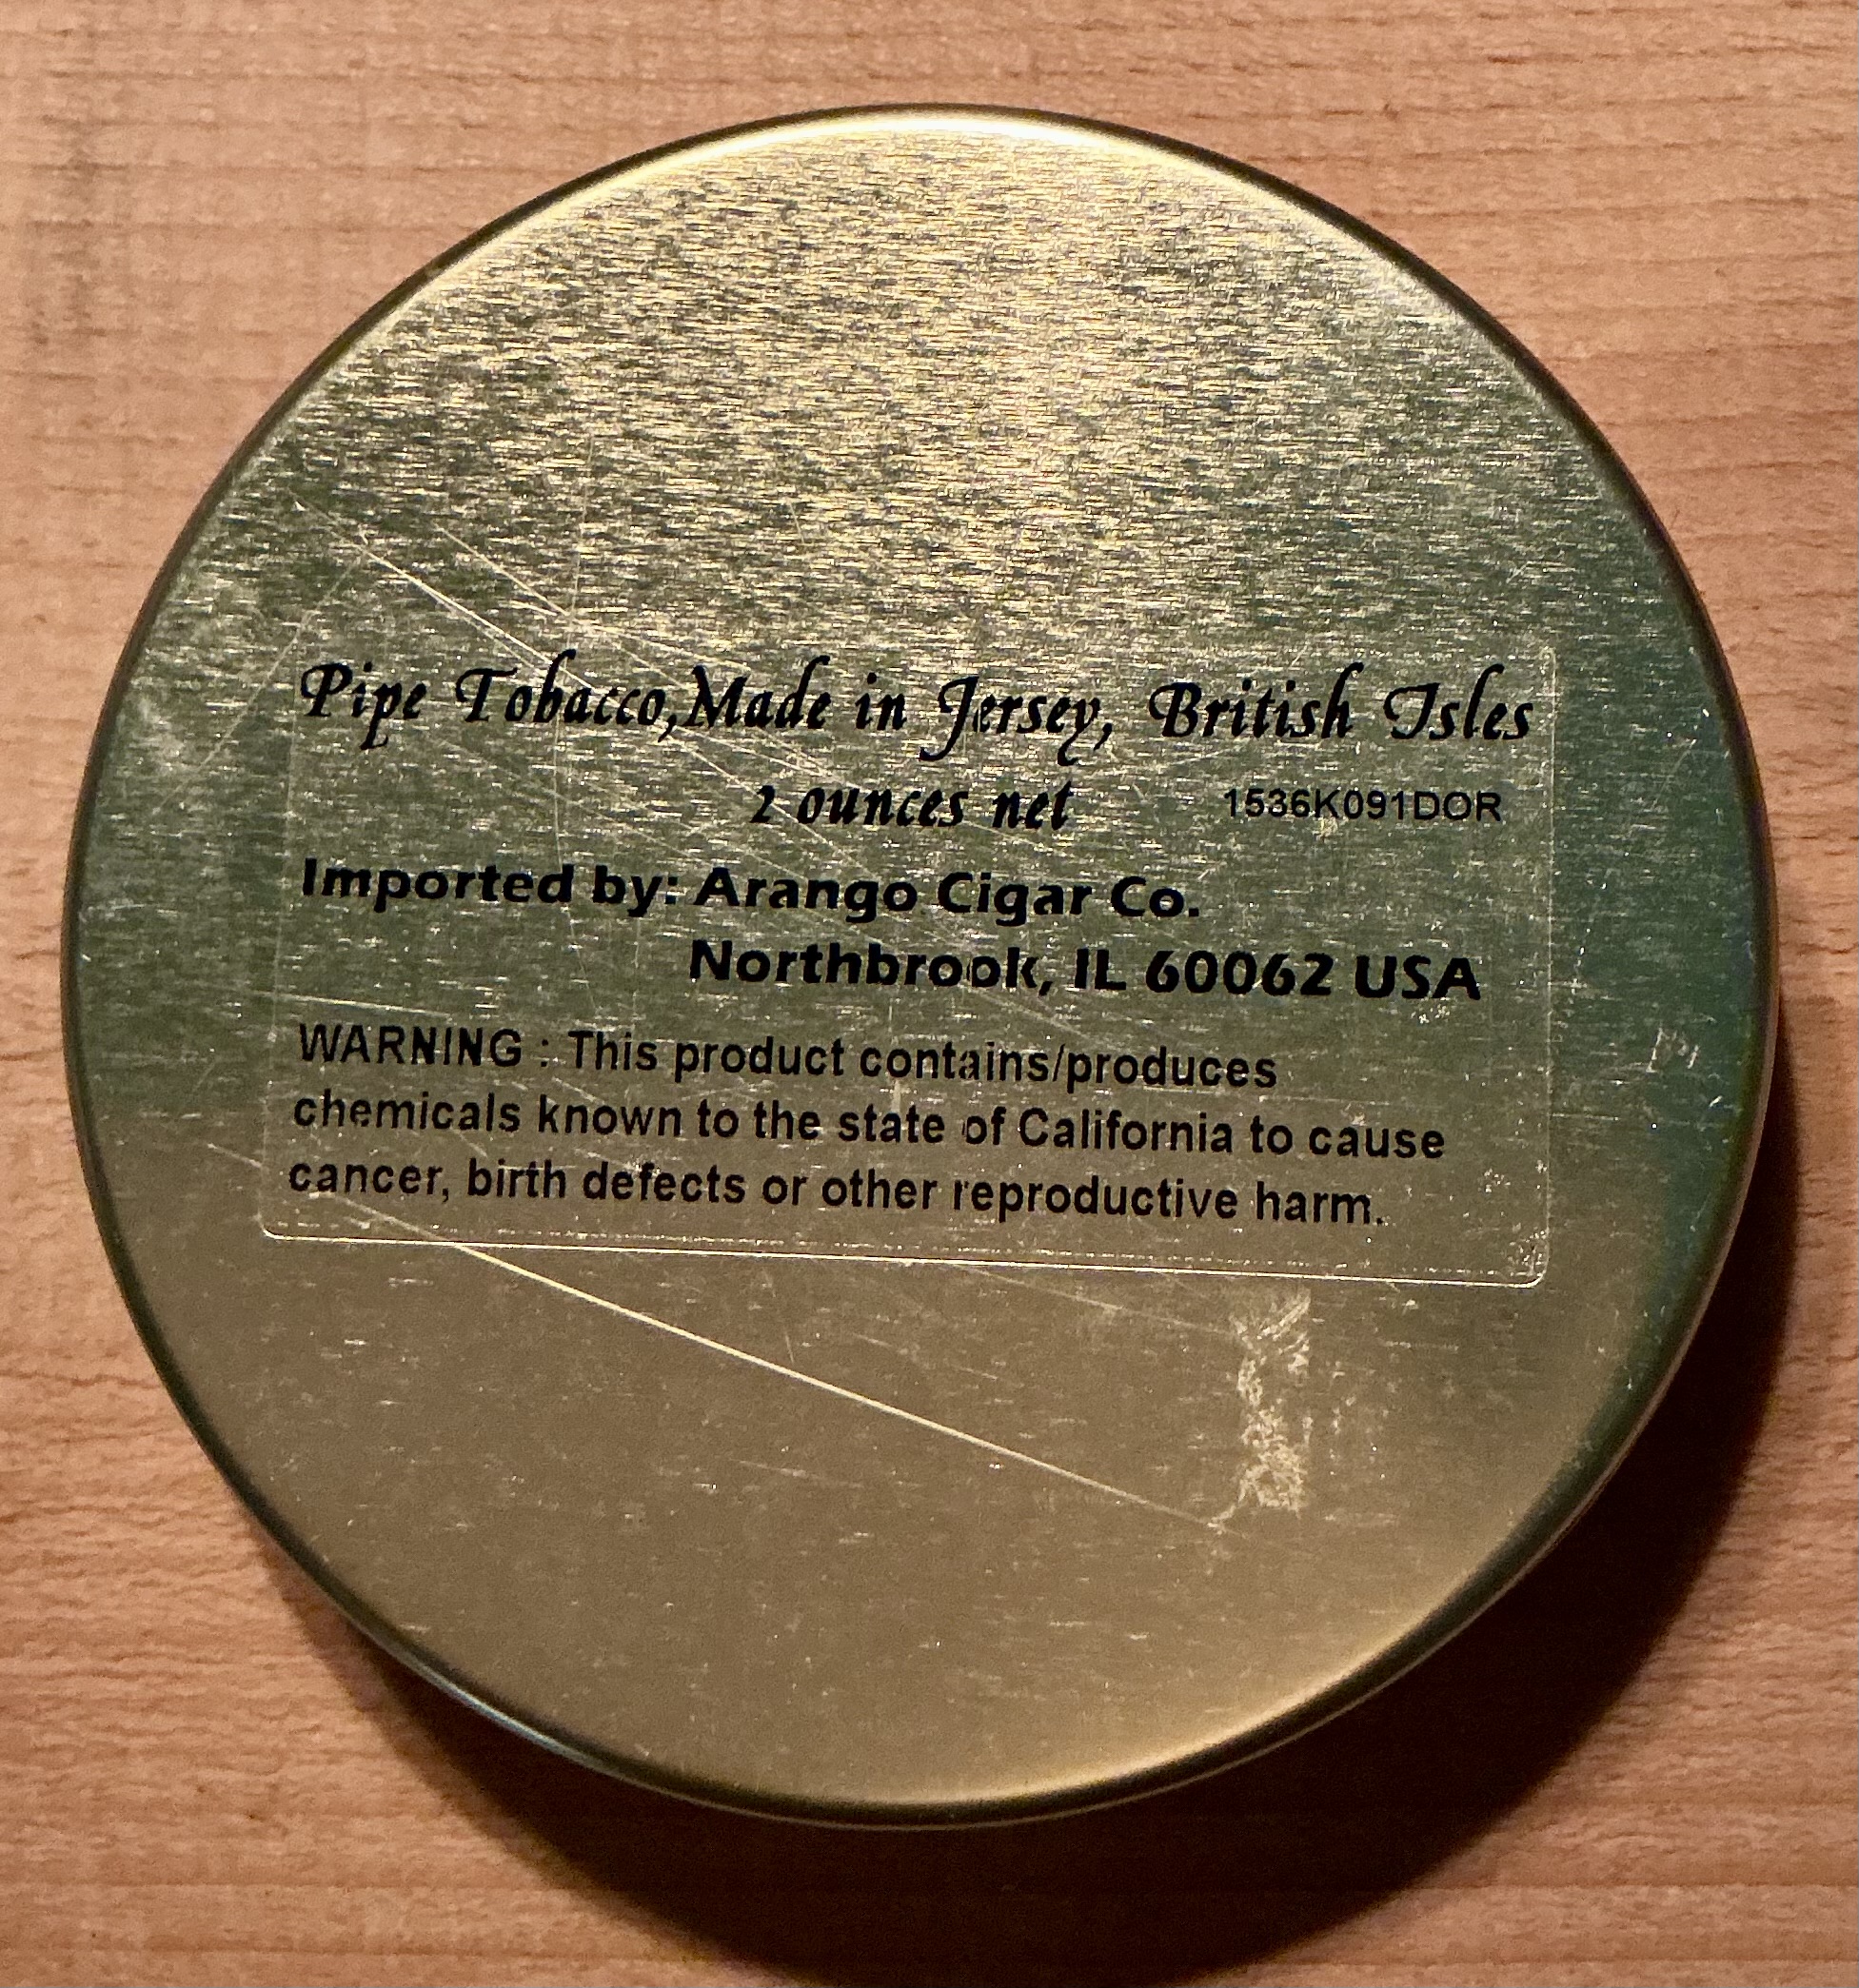 Pipe Tobacco,Made in Jersey, British Isles
2 ounces net 1536K091DOR
Imported by: Arango Cigar Co.
Northbrook, IL 60062 USA
WARNING : This product contains/produces
chemicals known to the state of California to cause
cancer, birth defects or other reproductive harm.